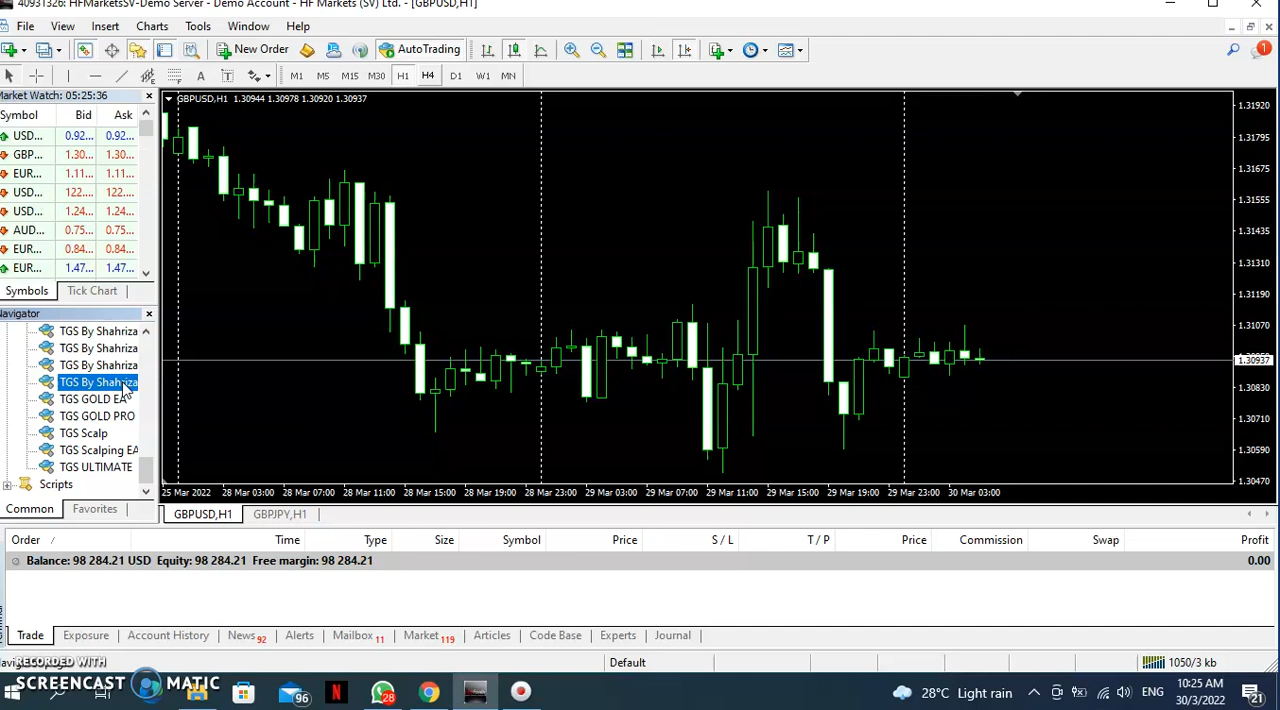 40931326: HFMarketsSV-Demo Server - Demo Account - HF Markets (SV) Ltd. - [GBPUSD,H1]
File View Insert Charts Tools Window Help
New Order AutoTrading 1
A T M1 M5 M15 M30 H1 H4 D1 W1 MN
Market Watch: 05:25:36
Symbol Bid Ask
USD... 0.92... 0.92...
GBP... 1.30... 1.30...
EUR... 1.11... 1.11...
USD... 122.... 122....
USD... 1.24... 1.24...
AUD... 0.75... 0.75...
EUR... 0.84... 0.84...
EUR... 1.47... 1.47...
Symbols Tick Chart
Navigator
TGS By Shahriza
TGS By Shahriza
TGS By Shahriza
TGS By Shahriza
TGS GOLD EA
TGS GOLD PRO
TGS Scalp
TGS Scalping EA
TGS ULTIMATE
Scripts
Common Favorites
GBPUSD,H1 1.30944 1.30978 1.30920 1.30937
1.31920
1.31795
1.31675
1.31555
1.31435
1.31310
1.31190
1.31070
1.30937
1.30830
1.30710
1.30590
1.30470
25 Mar 2022 28 Mar 03:00 28 Mar 07:00 28 Mar 11:00 28 Mar 15:00 28 Mar 19:00 28 Mar 23:00 29 Mar 03:00 29 Mar 07:00 29 Mar 11:00 29 Mar 15:00 29 Mar 19:00 29 Mar 23:00 30 Mar 03:00
GBPUSD,H1 GBPJPY,H1
Order / Time Type Size Symbol Price S / L T / P Price Commission Swap Profit
Balance: 98 284.21 USD Equity: 98 284.21 Free margin: 98 284.21 0.00
Trade Exposure Account History News 92 Alerts Mailbox 11 Market 119 Articles Code Base Experts Journal
Default 1050/3 kb
RECORDED WITH
SCREENCAST MATIC
96 28 28°C Light rain ENG 10:25 AM
30/3/2022 21